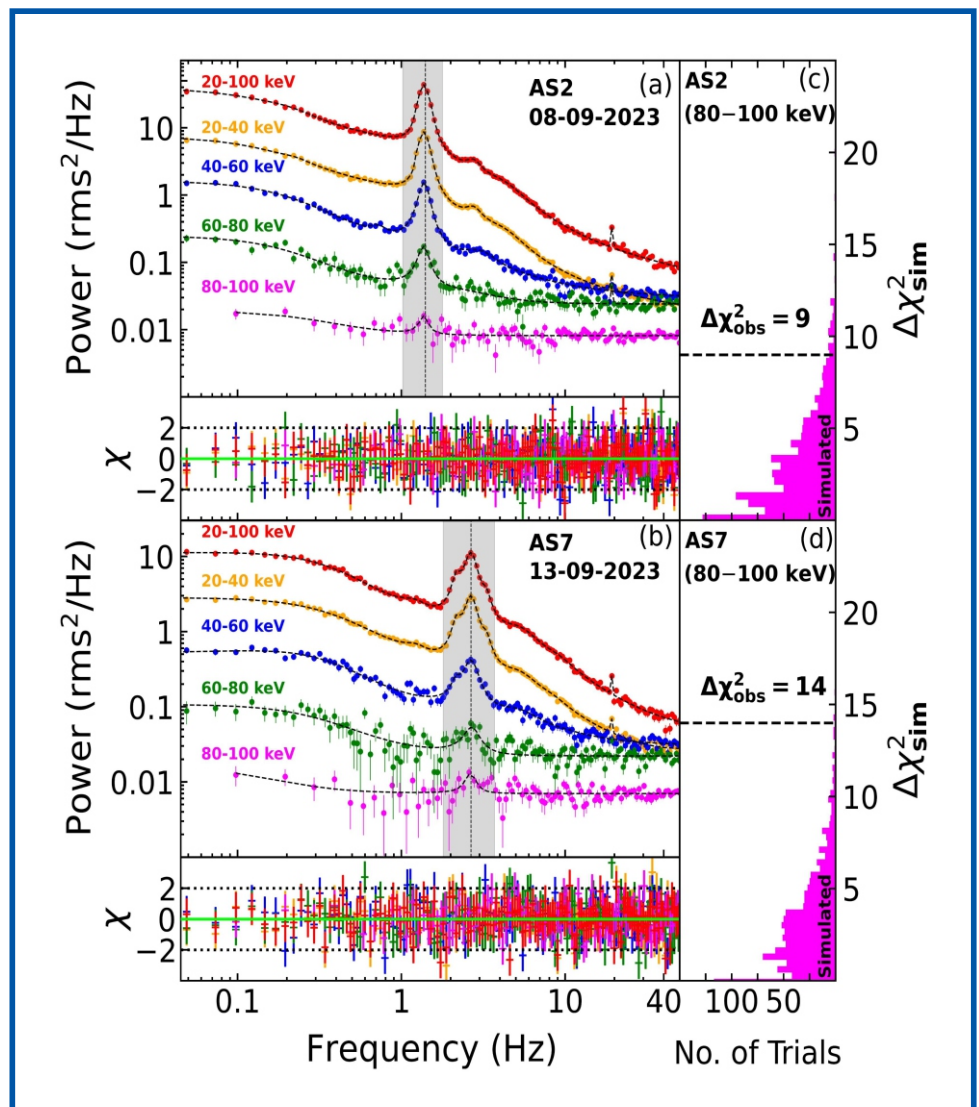 20-100 keV
20-40 keV
40-60 keV
60-80 keV
80-100 keV
AS2
08-09-2023
(a)
Power (rms²/Hz)
10
1
0.1
0.01
χ
2
0
−2
AS2
(c)
(80−100 keV)
20
15
10
5
Δχ²obs = 9
Δχ²sim
Simulated
20-100 keV
20-40 keV
40-60 keV
60-80 keV
80-100 keV
AS7
13-09-2023
(b)
Power (rms²/Hz)
10
1
0.1
0.01
χ
2
0
−2
AS7
(d)
(80−100 keV)
20
15
10
5
Δχ²obs = 14
Δχ²sim
Simulated
0.1 1 10 40
100 50
Frequency (Hz)
No. of Trials